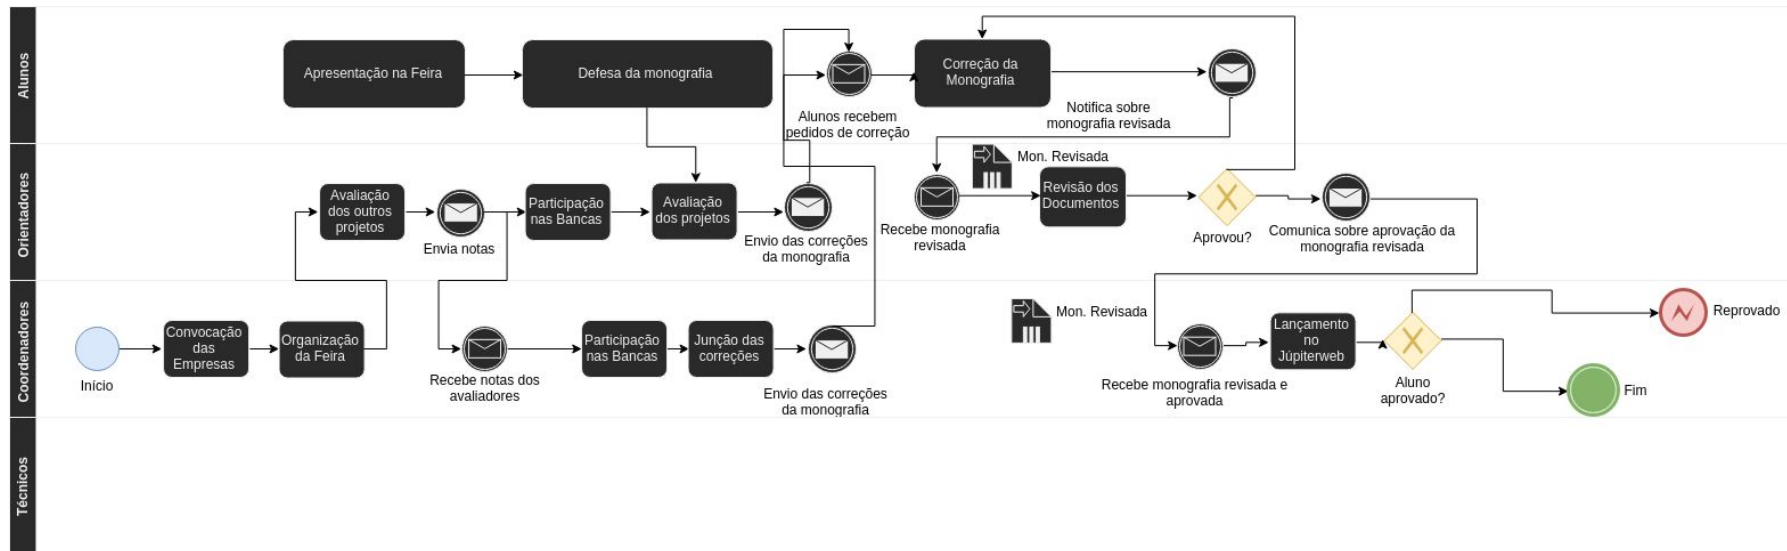 Alunos
Apresentação na Feira
Defesa da monografia
Alunos recebem
pedidos de correção
Correção da
Monografia
Notifica sobre
monografia revisada
Orientadores
Avaliação
dos outros
projetos
Envia notas
Participação
nas Bancas
Avaliação
dos projetos
Envio das correções
da monografia
Recebe monografia
revisada
Mon. Revisada
Revisão dos
Documentos
Aprovou?
Comunica sobre aprovação da
monografia revisada
Coordenadores
Início
Convocação
das
Empresas
Organização
da Feira
Recebe notas dos
avaliadores
Participação
nas Bancas
Junção das
correções
Envio das correções
da monografia
Mon. Revisada
Recebe monografia revisada e
aprovada
Lançamento
no
Júpiterweb
Aluno
aprovado?
Reprovado
Fim
Técnicos